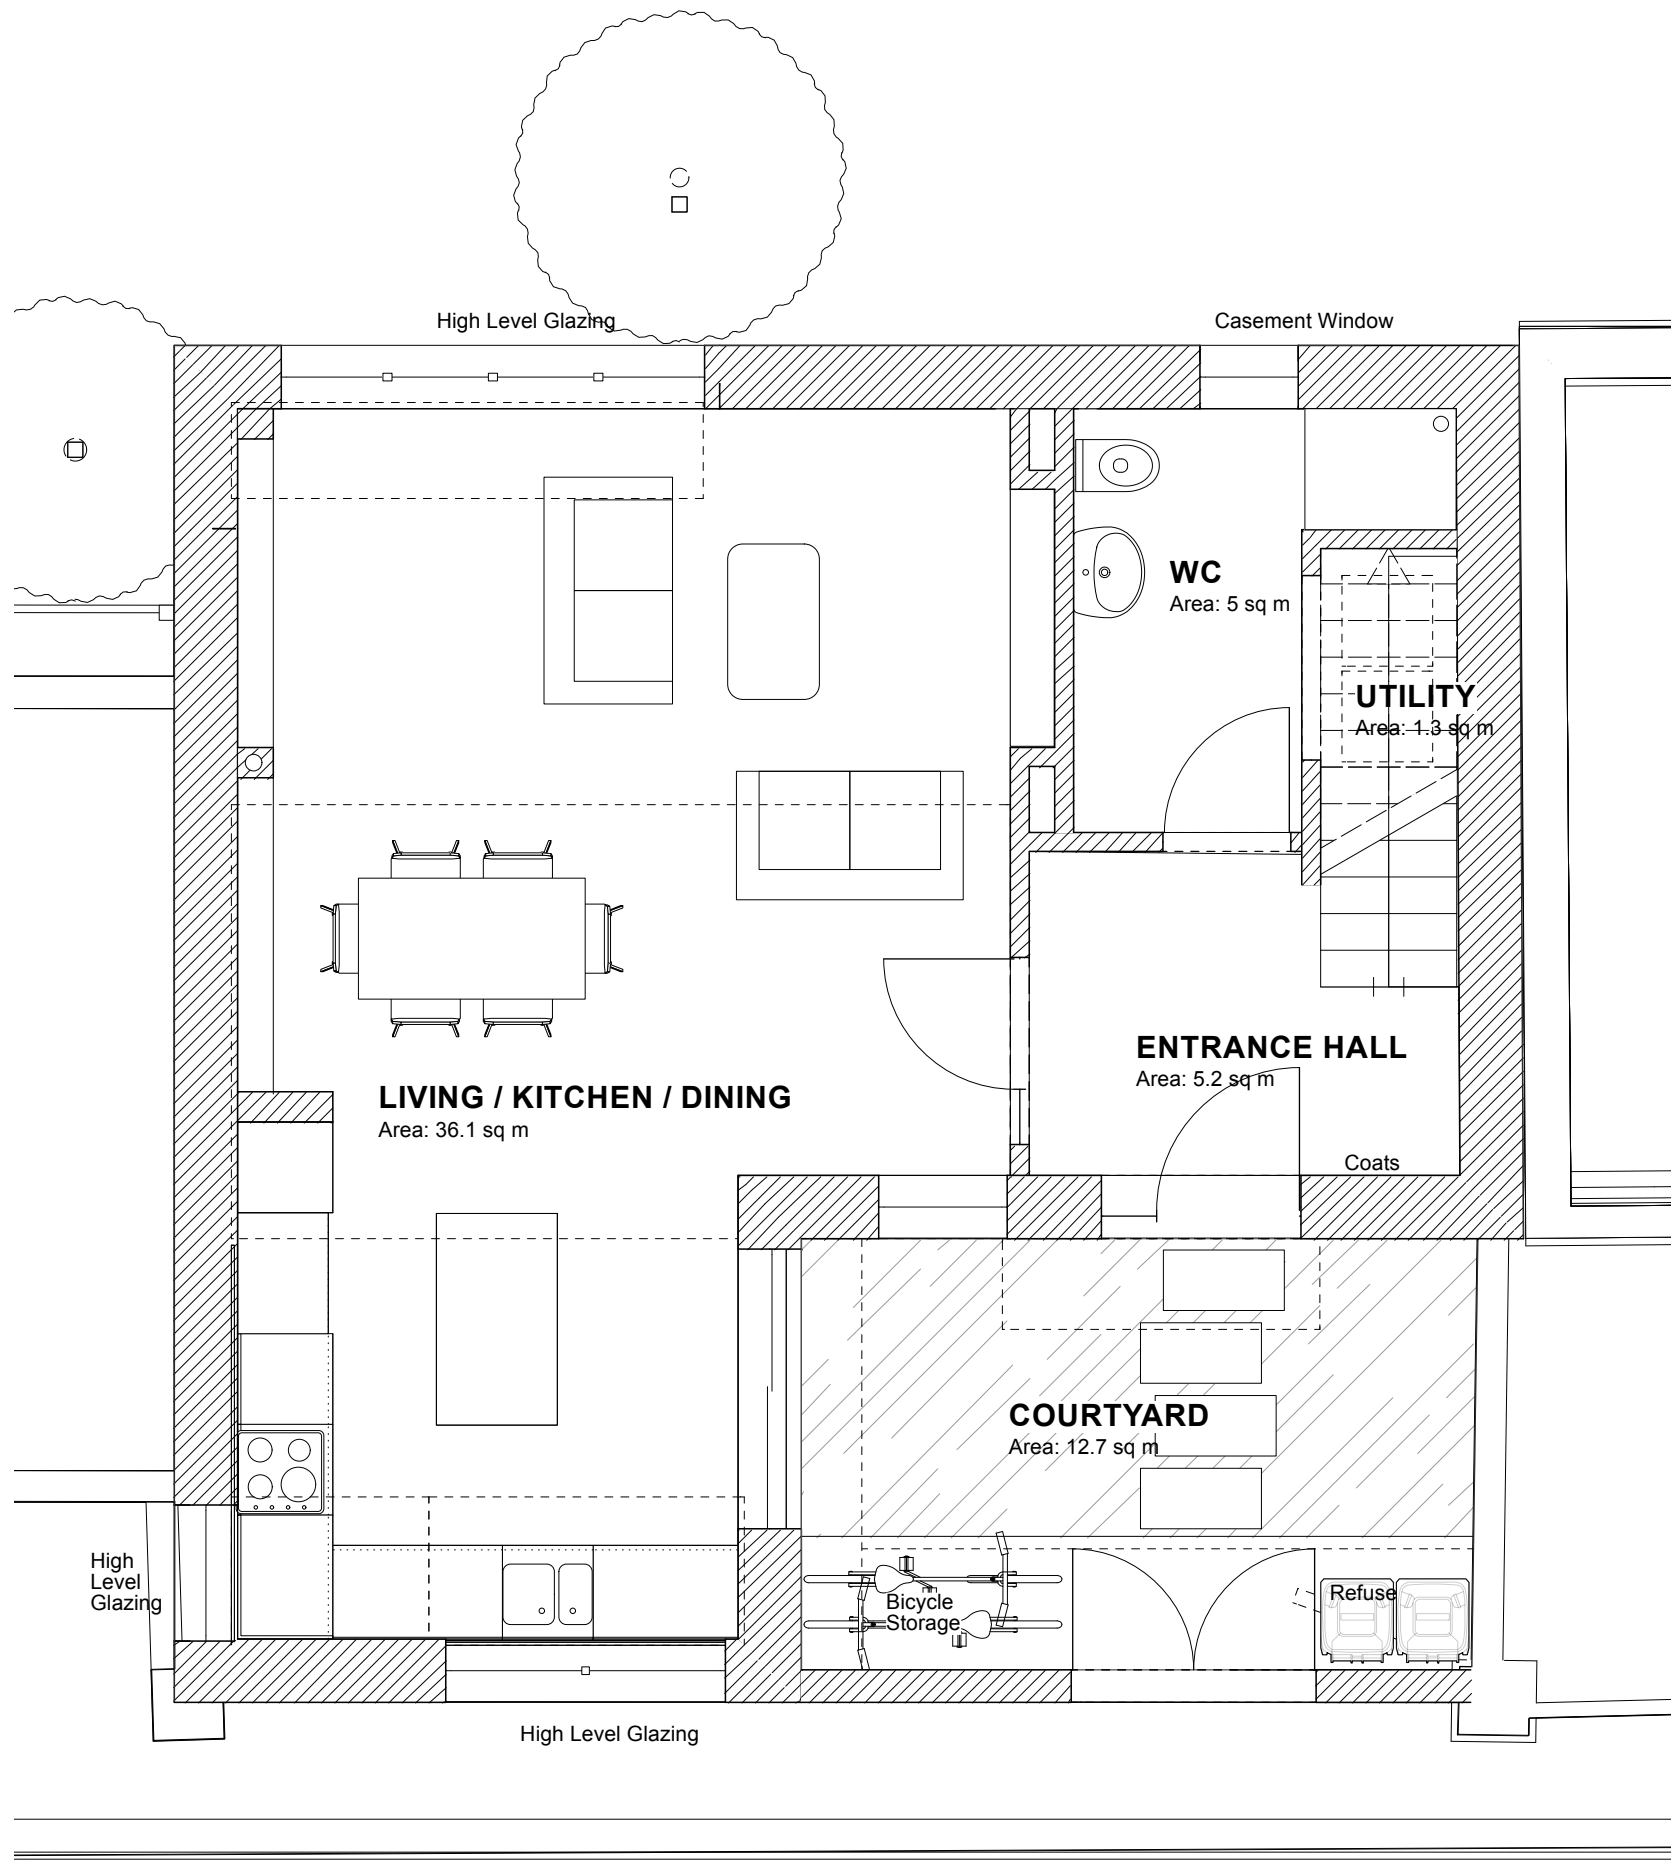 High Level Glazing
Casement Window
WC
Area: 5 sq m
UTILITY
Area: 1.3 sq m
ENTRANCE HALL
Area: 5.2 sq m
LIVING / KITCHEN / DINING
Area: 36.1 sq m
Coats
COURTYARD
Area: 12.7 sq m
High
Level
Glazing
Bicycle
Storage
Refuse
High Level Glazing